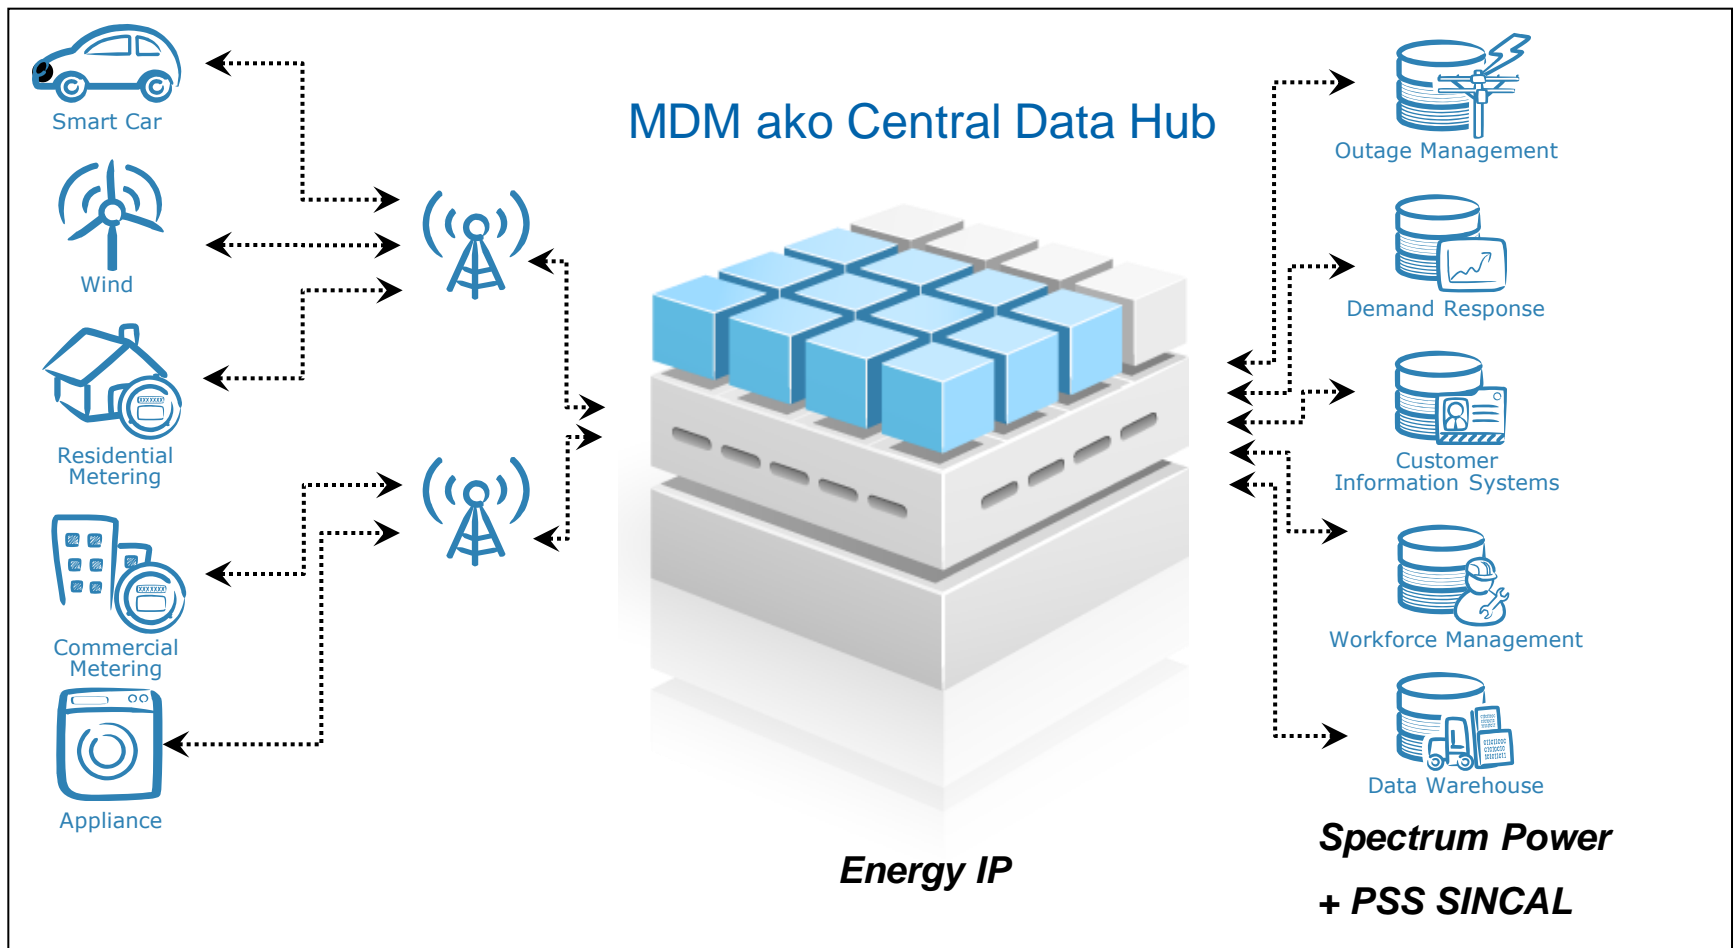 MDM ako Central Data Hub
Smart Car
Wind
Residential
Metering
Commercial
Metering
Appliance
Outage Management
Demand Response
Customer
Information Systems
Workforce Management
Data Warehouse
Energy IP
Spectrum Power
+ PSS SINCAL